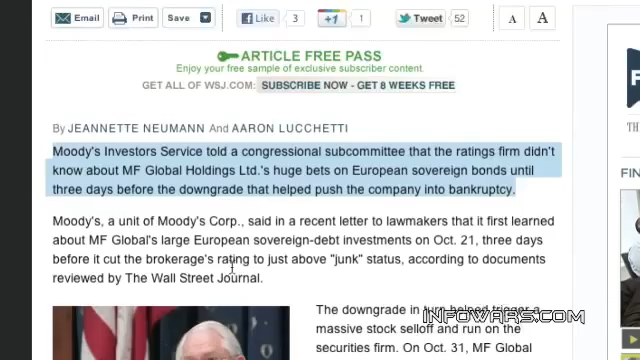 Email Print Save Like 3 +1 1 Tweet 52 A A
ARTICLE FREE PASS
Enjoy your free sample of exclusive subscriber content.
GET ALL OF WSJ.COM: SUBSCRIBE NOW - GET 8 WEEKS FREE
By JEANNETTE NEUMANN And AARON LUCCHETTI
Moody's Investors Service told a congressional subcommittee that the ratings firm didn't
know about MF Global Holdings Ltd.'s huge bets on European sovereign bonds until
three days before the downgrade that helped push the company into bankruptcy.
Moody's, a unit of Moody's Corp., said in a recent letter to lawmakers that it first learned
about MF Global's large European sovereign-debt investments on Oct. 21, three days
before it cut the brokerage's rating to just above "junk" status, according to documents
reviewed by The Wall Street Journal.
The downgrade in turn helped trigger a
massive stock selloff and run on the
securities firm. On Oct. 31, MF Global
INFOWARS.COM